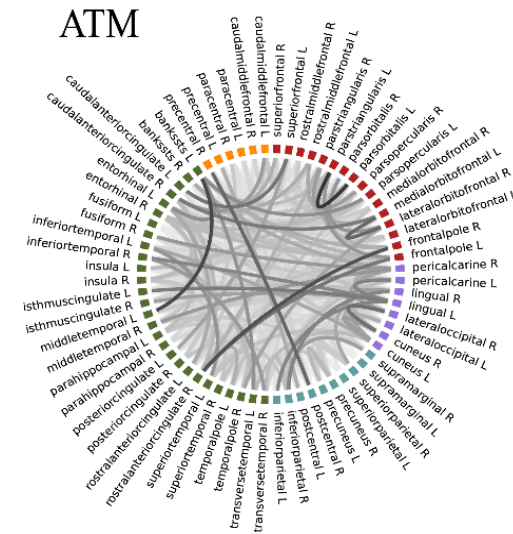 ATM
caudalmiddlefrontal R
caudalmiddlefrontal L
superiorfrontal R
superiorfrontal L
rostralmiddlefrontal R
rostralmiddlefrontal L
parstriangularis R
parstriangularis L
parsorbitalis R
parsorbitalis L
parsopercularis R
parsopercularis L
medialorbitofrontal R
medialorbitofrontal L
lateralorbitofrontal R
lateralorbitofrontal L
frontalpole R
frontalpole L
pericalcarine R
pericalcarine L
lingual R
lingual L
lateraloccipital R
lateraloccipital L
cuneus R
cuneus L
supramarginal R
supramarginal L
superiorparietal R
superiorparietal L
precuneus R
precuneus L
postcentral R
postcentral L
inferiorparietal R
inferiorparietal L
transversetemporal R
transversetemporal L
temporalpole R
temporalpole L
superiortemporal R
superiortemporal L
rostralanteriorcingulate R
rostralanteriorcingulate L
posteriorcingulate R
posteriorcingulate L
parahippocampal R
parahippocampal L
middletemporal R
middletemporal L
isthmuscingulate R
isthmuscingulate L
insula R
insula L
inferiortemporal R
inferiortemporal L
fusiform R
fusiform L
entorhinal R
entorhinal L
caudalanteriorcingulate R
caudalanteriorcingulate L
bankssts R
bankssts L
precentral R
precentral L
paracentral R
paracentral L